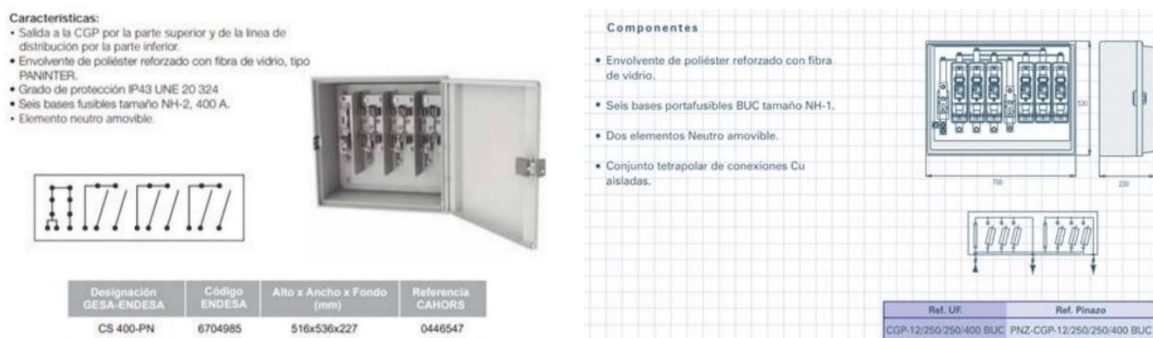 Características:
• Salida a la CGP por la parte superior y de la linea de
distribución por la parte inferior.
• Envolvente de poliéster reforzado con fibra de vidrio, tipo
PANINTER.
• Grado de protección IP43 UNE 20 324
• Seis bases fusibles tamaño NH-2, 400 A.
• Elemento neutro amovible.
Designación GESA-ENDESA Código ENDESA Alto x Ancho x Fondo (mm) Referencia CAHORS
CS 400-PN 6704985 516x536x227 0446547
Componentes
• Envolvente de poliéster reforzado con fibra
de vidrio.
• Seis bases portafusibles BUC tamaño NH-1.
• Dos elementos Neutro amovible.
• Conjunto tetrapolar de conexiones Cu
aisladas.
530
700
230
Ref. UF. Ref. Pinazo
CGP-12/250/250/400 BUC PNZ-CGP-12/250/250/400 BUC